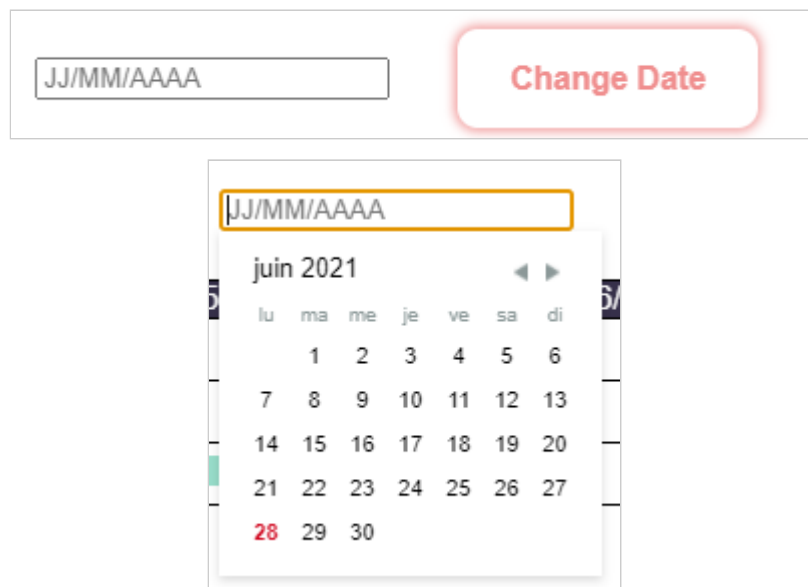 JJ/MM/AAAA
Change Date
JJ/MM/AAAA
juin 2021
5 6/
lu ma me je ve sa di
1 2 3 4 5 6
7 8 9 10 11 12 13
14 15 16 17 18 19 20
21 22 23 24 25 26 27
28 29 30